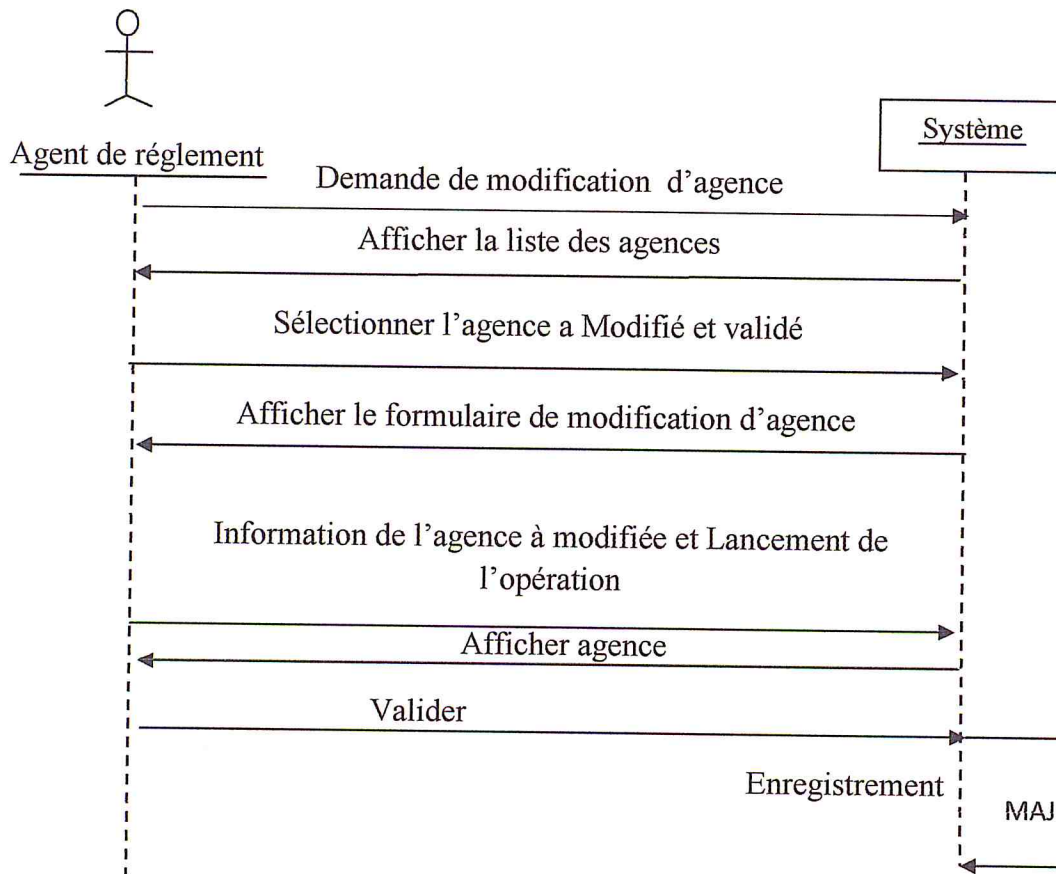 Système
Agent de réglement
Demande de modification d'agence
Afficher la liste des agences
Sélectionner l'agence a Modifié et validé
Afficher le formulaire de modification d'agence
Information de l'agence à modifiée et Lancement de
l'opération
Afficher agence
Valider
Enregistrement
MAJ